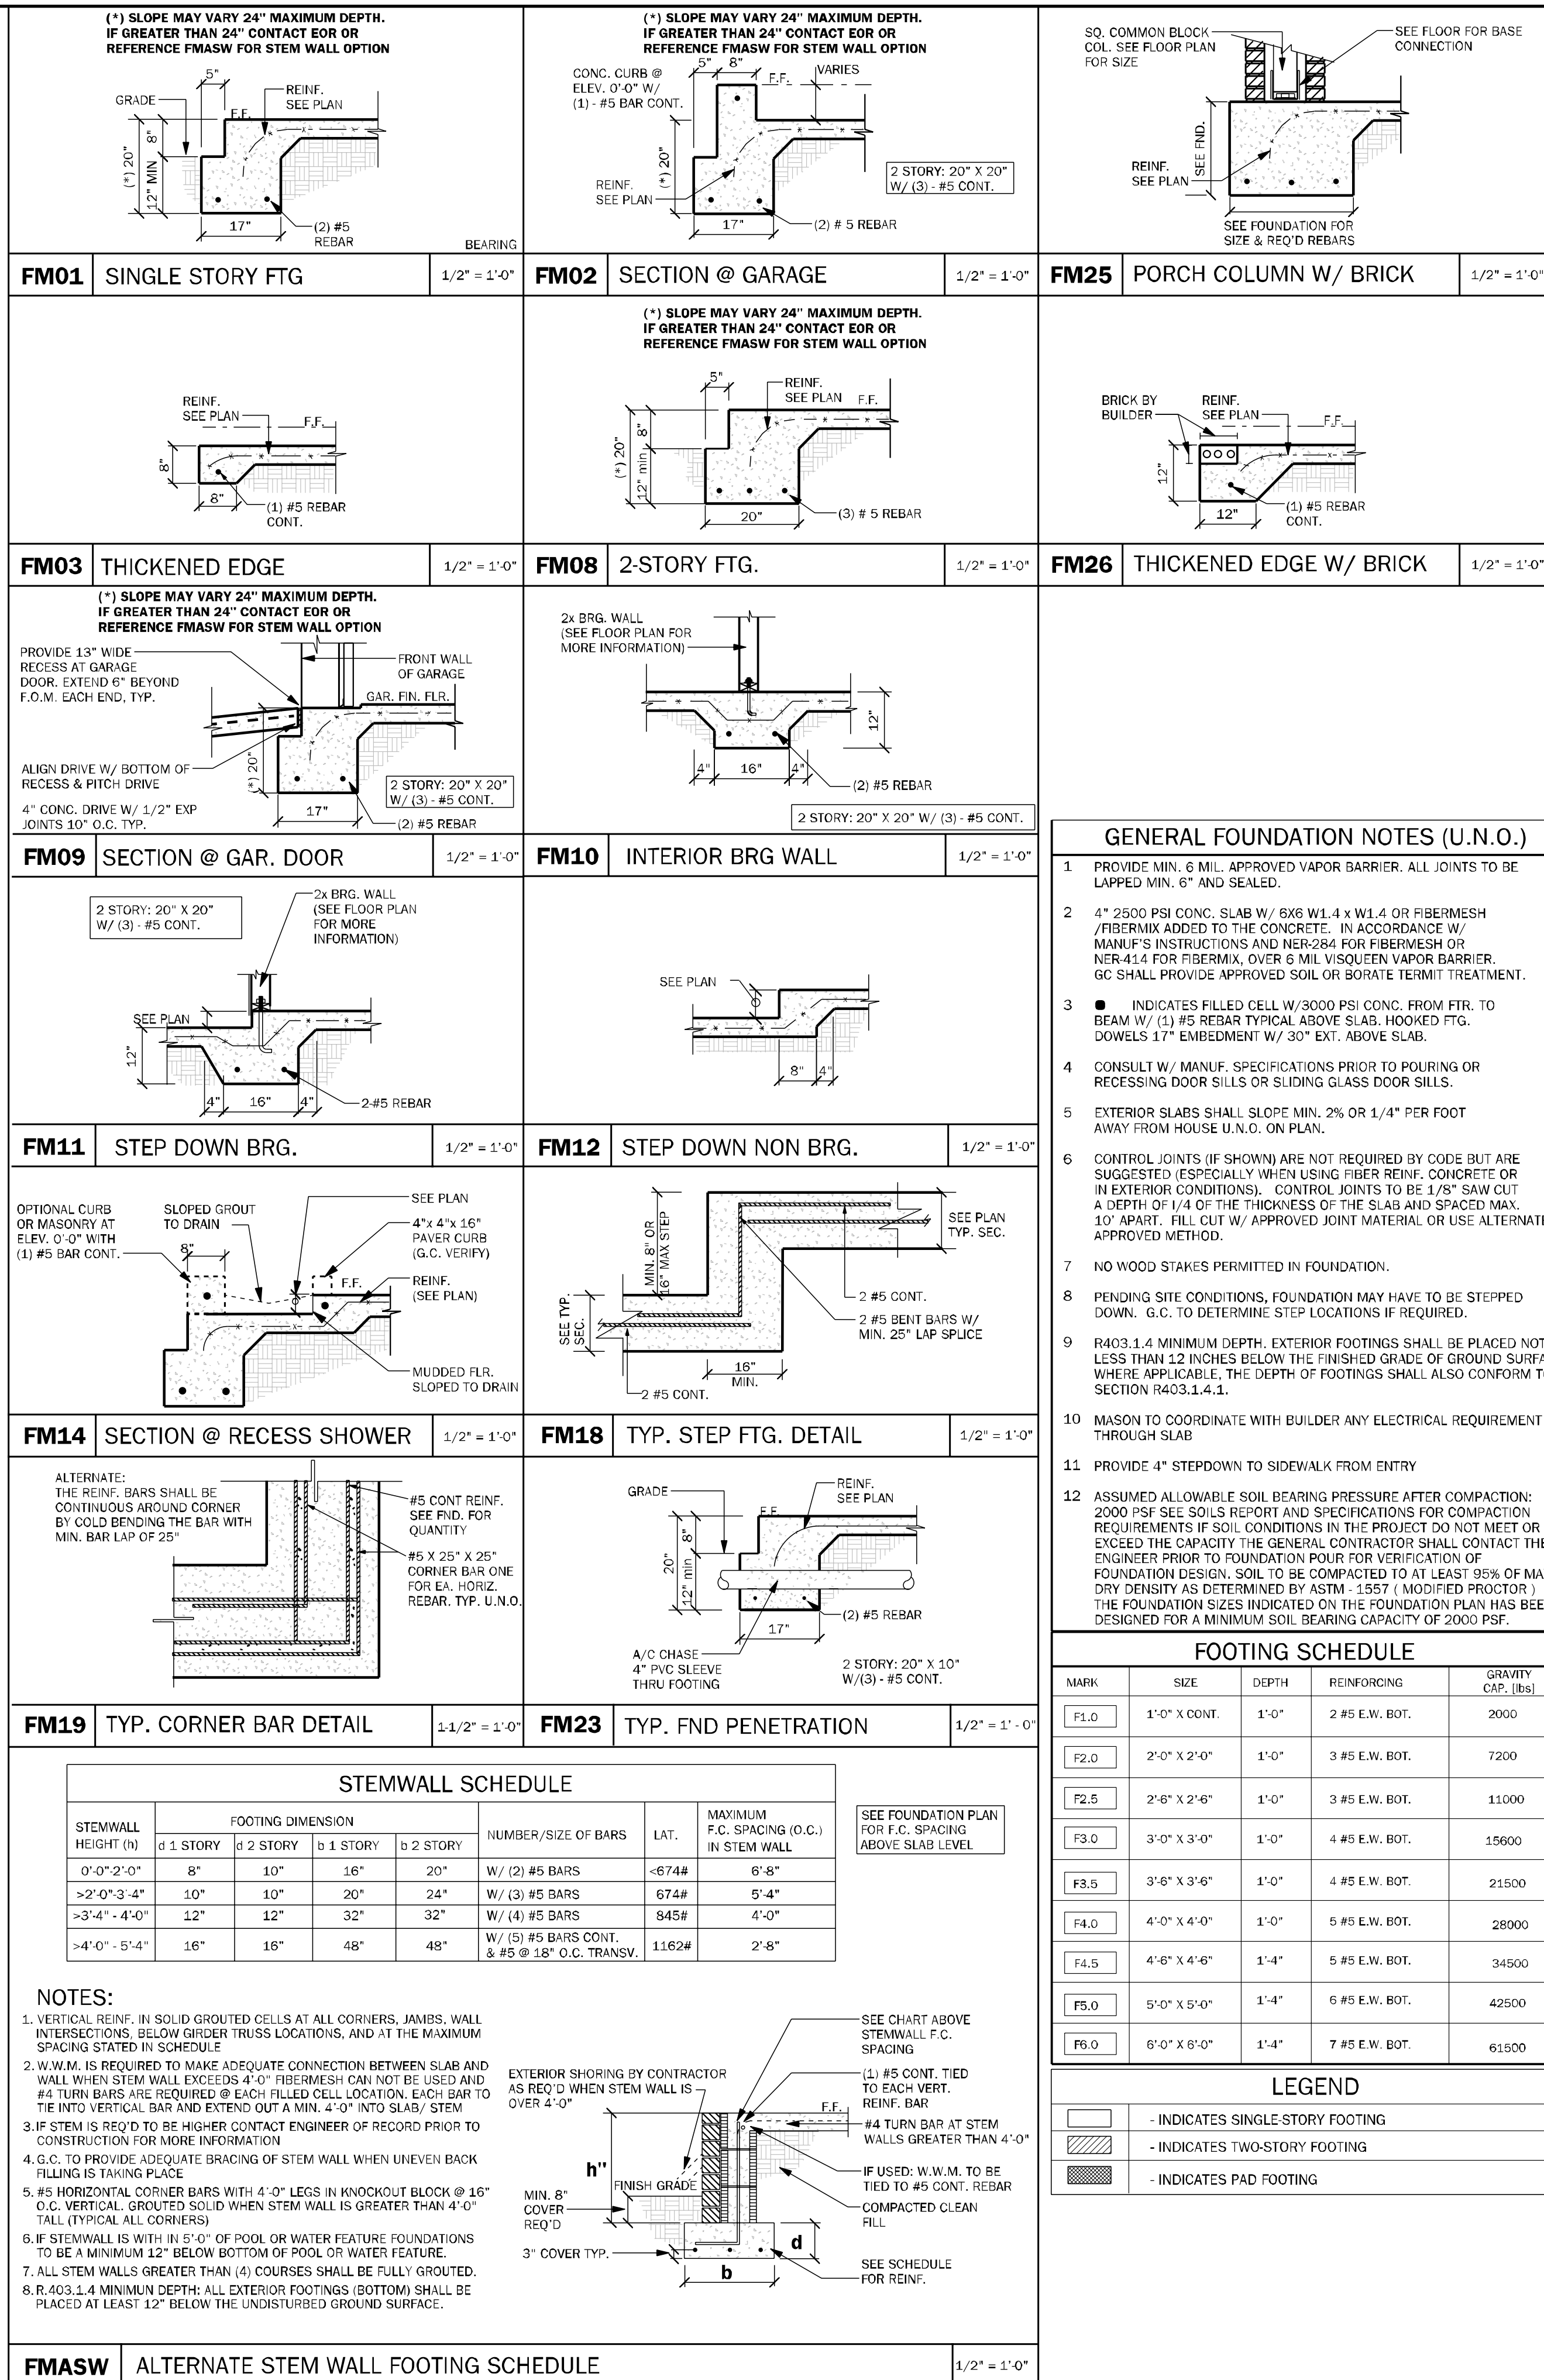 (*) SLOPE MAY VARY 24" MAXIMUM DEPTH.
IF GREATER THAN 24" CONTACT EOR OR
REFERENCE FMASW FOR STEM WALL OPTION
5"
GRADE
REINF.
SEE PLAN
F.F.
(*) 20"
8"
12" MIN
17"
(2) #5
REBAR
BEARING
FM01 SINGLE STORY FTG 1/2" = 1'-0"
(*) SLOPE MAY VARY 24" MAXIMUM DEPTH.
IF GREATER THAN 24" CONTACT EOR OR
REFERENCE FMASW FOR STEM WALL OPTION
5" 8"
VARIES
F.F.
CONC. CURB @
ELEV. 0'-0" W/
(1) - #5 BAR CONT.
(*) 20"
2 STORY: 20" X 20"
W/ (3) - #5 CONT.
REINF.
SEE PLAN
17"
(2) # 5 REBAR
FM02 SECTION @ GARAGE 1/2" = 1'-0"
SQ. COMMON BLOCK
COL. SEE FLOOR PLAN
FOR SIZE
SEE FLOOR FOR BASE
CONNECTION
SEE FND.
REINF.
SEE PLAN
SEE FOUNDATION FOR
SIZE & REQ'D REBARS
FM25 PORCH COLUMN W/ BRICK 1/2" = 1'-0"
REINF.
SEE PLAN
F.F.
8"
8"
(1) #5 REBAR
CONT.
FM03 THICKENED EDGE 1/2" = 1'-0"
(*) SLOPE MAY VARY 24" MAXIMUM DEPTH.
IF GREATER THAN 24" CONTACT EOR OR
REFERENCE FMASW FOR STEM WALL OPTION
5"
REINF.
SEE PLAN
F.F.
(*) 20"
8"
12" min
20"
(3) # 5 REBAR
FM08 2-STORY FTG. 1/2" = 1'-0"
BRICK BY
BUILDER
REINF.
SEE PLAN
F.F.
12"
12"
(1) #5 REBAR
CONT.
FM26 THICKENED EDGE W/ BRICK 1/2" = 1'-0"
(*) SLOPE MAY VARY 24" MAXIMUM DEPTH.
IF GREATER THAN 24" CONTACT EOR OR
REFERENCE FMASW FOR STEM WALL OPTION
PROVIDE 13" WIDE
RECESS AT GARAGE
DOOR. EXTEND 6" BEYOND
F.O.M. EACH END, TYP.
FRONT WALL
OF GARAGE
GAR. FIN. FLR.
(*) 20"
ALIGN DRIVE W/ BOTTOM OF
RECESS & PITCH DRIVE
4" CONC. DRIVE W/ 1/2" EXP
JOINTS 10" O.C. TYP.
2 STORY: 20" X 20"
W/ (3) - #5 CONT.
17"
(2) #5 REBAR
FM09 SECTION @ GAR. DOOR 1/2" = 1'-0"
2x BRG. WALL
(SEE FLOOR PLAN FOR
MORE INFORMATION)
12"
4" 16" 4"
(2) #5 REBAR
2 STORY: 20" X 20" W/ (3) - #5 CONT.
FM10 INTERIOR BRG WALL 1/2" = 1'-0"
2 STORY: 20" X 20"
W/ (3) - #5 CONT.
2x BRG. WALL
(SEE FLOOR PLAN
FOR MORE
INFORMATION)
SEE PLAN
12"
4" 16" 4"
2-#5 REBAR
FM11 STEP DOWN BRG. 1/2" = 1'-0"
SEE PLAN
8" 4"
FM12 STEP DOWN NON BRG. 1/2" = 1'-0"
OPTIONAL CURB
OR MASONRY AT
ELEV. 0'-0" WITH
(1) #5 BAR CONT.
SLOPED GROUT
TO DRAIN
8"
SEE PLAN
4"x 4"x 16"
PAVER CURB
(G.C. VERIFY)
F.F.
REINF.
(SEE PLAN)
MUDDED FLR.
SLOPED TO DRAIN
FM14 SECTION @ RECESS SHOWER 1/2" = 1'-0"
MIN. 8" OR
16" MAX STEP
SEE PLAN
TYP. SEC.
SEE TYP.
SEC.
2 #5 CONT.
2 #5 BENT BARS W/
MIN. 25" LAP SPLICE
16"
MIN.
2 #5 CONT.
FM18 TYP. STEP FTG. DETAIL 1/2" = 1'-0"
ALTERNATE:
THE REINF. BARS SHALL BE
CONTINUOUS AROUND CORNER
BY COLD BENDING THE BAR WITH
MIN. BAR LAP OF 25"
#5 CONT REINF.
SEE FND. FOR
QUANTITY
#5 X 25" X 25"
CORNER BAR ONE
FOR EA. HORIZ.
REBAR. TYP. U.N.O.
FM19 TYP. CORNER BAR DETAIL 1-1/2" = 1'-0"
GRADE
REINF.
SEE PLAN
F.F.
20"
8"
12" min
17"
(2) #5 REBAR
A/C CHASE
4" PVC SLEEVE
THRU FOOTING
2 STORY: 20" X 10"
W/(3) - #5 CONT.
FM23 TYP. FND PENETRATION 1/2" = 1' - 0"
GENERAL FOUNDATION NOTES (U.N.O.)
1 PROVIDE MIN. 6 MIL. APPROVED VAPOR BARRIER. ALL JOINTS TO BE
LAPPED MIN. 6" AND SEALED.
2 4" 2500 PSI CONC. SLAB W/ 6X6 W1.4 x W1.4 OR FIBERMESH
/FIBERMIX ADDED TO THE CONCRETE. IN ACCORDANCE W/
MANUF'S INSTRUCTIONS AND NER-284 FOR FIBERMESH OR
NER-414 FOR FIBERMIX, OVER 6 MIL VISQUEEN VAPOR BARRIER.
GC SHALL PROVIDE APPROVED SOIL OR BORATE TERMIT TREATMENT.
3 INDICATES FILLED CELL W/3000 PSI CONC. FROM FTR. TO
BEAM W/ (1) #5 REBAR TYPICAL ABOVE SLAB. HOOKED FTG.
DOWELS 17" EMBEDMENT W/ 30" EXT. ABOVE SLAB.
4 CONSULT W/ MANUF. SPECIFICATIONS PRIOR TO POURING OR
RECESSING DOOR SILLS OR SLIDING GLASS DOOR SILLS.
5 EXTERIOR SLABS SHALL SLOPE MIN. 2% OR 1/4" PER FOOT
AWAY FROM HOUSE U.N.O. ON PLAN.
6 CONTROL JOINTS (IF SHOWN) ARE NOT REQUIRED BY CODE BUT ARE
SUGGESTED (ESPECIALLY WHEN USING FIBER REINF. CONCRETE OR
IN EXTERIOR CONDITIONS). CONTROL JOINTS TO BE 1/8" SAW CUT
A DEPTH OF I/4 OF THE THICKNESS OF THE SLAB AND SPACED MAX.
10' APART. FILL CUT W/ APPROVED JOINT MATERIAL OR USE ALTERNATE
APPROVED METHOD.
7 NO WOOD STAKES PERMITTED IN FOUNDATION.
8 PENDING SITE CONDITIONS, FOUNDATION MAY HAVE TO BE STEPPED
DOWN. G.C. TO DETERMINE STEP LOCATIONS IF REQUIRED.
9 R403.1.4 MINIMUM DEPTH. EXTERIOR FOOTINGS SHALL BE PLACED NOT
LESS THAN 12 INCHES BELOW THE FINISHED GRADE OF GROUND SURFA
WHERE APPLICABLE, THE DEPTH OF FOOTINGS SHALL ALSO CONFORM T
SECTION R403.1.4.1.
10 MASON TO COORDINATE WITH BUILDER ANY ELECTRICAL REQUIREMENT
THROUGH SLAB
11 PROVIDE 4" STEPDOWN TO SIDEWALK FROM ENTRY
12 ASSUMED ALLOWABLE SOIL BEARING PRESSURE AFTER COMPACTION:
2000 PSF SEE SOILS REPORT AND SPECIFICATIONS FOR COMPACTION
REQUIREMENTS IF SOIL CONDITIONS IN THE PROJECT DO NOT MEET OR
EXCEED THE CAPACITY THE GENERAL CONTRACTOR SHALL CONTACT THE
ENGINEER PRIOR TO FOUNDATION POUR FOR VERIFICATION OF
FOUNDATION DESIGN. SOIL TO BE COMPACTED TO AT LEAST 95% OF MA
DRY DENSITY AS DETERMINED BY ASTM - 1557 ( MODIFIED PROCTOR )
THE FOUNDATION SIZES INDICATED ON THE FOUNDATION PLAN HAS BEE
DESIGNED FOR A MINIMUM SOIL BEARING CAPACITY OF 2000 PSF.
FOOTING SCHEDULE
MARK SIZE DEPTH REINFORCING GRAVITY CAP. [lbs]
F1.0 1'-0" X CONT. 1'-0" 2 #5 E.W. BOT. 2000
F2.0 2'-0" X 2'-0" 1'-0" 3 #5 E.W. BOT. 7200
F2.5 2'-6" X 2'-6" 1'-0" 3 #5 E.W. BOT. 11000
F3.0 3'-0" X 3'-0" 1'-0" 4 #5 E.W. BOT. 15600
F3.5 3'-6" X 3'-6" 1'-0" 4 #5 E.W. BOT. 21500
F4.0 4'-0" X 4'-0" 1'-0" 5 #5 E.W. BOT. 28000
F4.5 4'-6" X 4'-6" 1'-4" 5 #5 E.W. BOT. 34500
F5.0 5'-0" X 5'-0" 1'-4" 6 #5 E.W. BOT. 42500
F6.0 6'-0" X 6'-0" 1'-4" 7 #5 E.W. BOT. 61500
LEGEND
- INDICATES SINGLE-STORY FOOTING
- INDICATES TWO-STORY FOOTING
- INDICATES PAD FOOTING
STEMWALL SCHEDULE
STEMWALL HEIGHT (h) FOOTING DIMENSION NUMBER/SIZE OF BARS LAT. MAXIMUM F.C. SPACING (O.C.) IN STEM WALL
d 1 STORY d 2 STORY b 1 STORY b 2 STORY
0'-0"-2'-0" 8" 10" 16" 20" W/ (2) #5 BARS <674# 6'-8"
>2'-0"-3'-4" 10" 10" 20" 24" W/ (3) #5 BARS 674# 5'-4"
>3'-4" - 4'-0" 12" 12" 32" 32" W/ (4) #5 BARS 845# 4'-0"
>4'-0" - 5'-4" 16" 16" 48" 48" W/ (5) #5 BARS CONT. & #5 @ 18" O.C. TRANSV. 1162# 2'-8"
SEE FOUNDATION PLAN
FOR F.C. SPACING
ABOVE SLAB LEVEL
NOTES:
1. VERTICAL REINF. IN SOLID GROUTED CELLS AT ALL CORNERS, JAMBS, WALL
INTERSECTIONS, BELOW GIRDER TRUSS LOCATIONS, AND AT THE MAXIMUM
SPACING STATED IN SCHEDULE
2. W.W.M. IS REQUIRED TO MAKE ADEQUATE CONNECTION BETWEEN SLAB AND
WALL WHEN STEM WALL EXCEEDS 4'-0" FIBERMESH CAN NOT BE USED AND
#4 TURN BARS ARE REQUIRED @ EACH FILLED CELL LOCATION. EACH BAR TO
TIE INTO VERTICAL BAR AND EXTEND OUT A MIN. 4'-0" INTO SLAB/ STEM
3. IF STEM IS REQ'D TO BE HIGHER CONTACT ENGINEER OF RECORD PRIOR TO
CONSTRUCTION FOR MORE INFORMATION
4. G.C. TO PROVIDE ADEQUATE BRACING OF STEM WALL WHEN UNEVEN BACK
FILLING IS TAKING PLACE
5. #5 HORIZONTAL CORNER BARS WITH 4'-0" LEGS IN KNOCKOUT BLOCK @ 16"
O.C. VERTICAL. GROUTED SOLID WHEN STEM WALL IS GREATER THAN 4'-0"
TALL (TYPICAL ALL CORNERS)
6. IF STEMWALL IS WITH IN 5'-0" OF POOL OR WATER FEATURE FOUNDATIONS
TO BE A MINIMUM 12" BELOW BOTTOM OF POOL OR WATER FEATURE.
7. ALL STEM WALLS GREATER THAN (4) COURSES SHALL BE FULLY GROUTED.
8. R.403.1.4 MINIMUN DEPTH: ALL EXTERIOR FOOTINGS (BOTTOM) SHALL BE
PLACED AT LEAST 12" BELOW THE UNDISTURBED GROUND SURFACE.
EXTERIOR SHORING BY CONTRACTOR
AS REQ'D WHEN STEM WALL IS
OVER 4'-0"
SEE CHART ABOVE
STEMWALL F.C.
SPACING
(1) #5 CONT. TIED
TO EACH VERT.
REINF. BAR
F.F.
#4 TURN BAR AT STEM
WALLS GREATER THAN 4'-0"
h"
FINISH GRADE
IF USED: W.W.M. TO BE
TIED TO #5 CONT. REBAR
MIN. 8"
COVER
REQ'D
COMPACTED CLEAN
FILL
d
3" COVER TYP.
b
SEE SCHEDULE
FOR REINF.
FMASW ALTERNATE STEM WALL FOOTING SCHEDULE 1/2" = 1'-0"